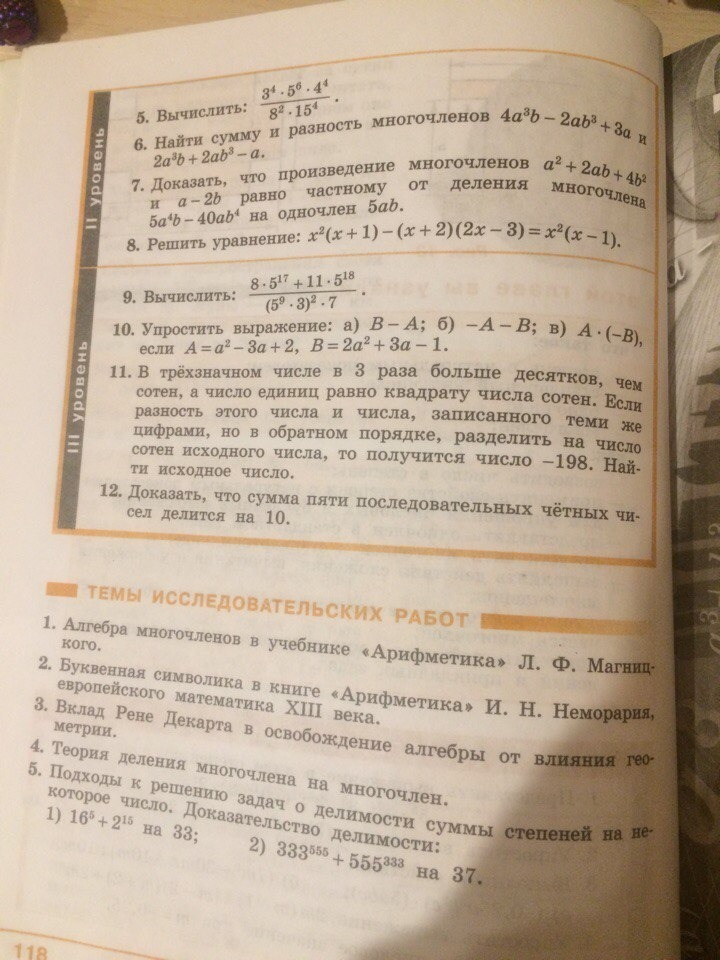 II уровень
5. Вычислить: (3⁴ · 5⁶ · 4⁴)/(8² · 15⁴).
6. Найти сумму и разность многочленов 4a³b − 2ab³ + 3a и
2a³b + 2ab³ − a.
7. Доказать, что произведение многочленов a² + 2ab + 4b²
и a − 2b равно частному от деления многочлена
5a⁴b − 40ab⁴ на одночлен 5ab.
8. Решить уравнение: x²(x + 1) − (x + 2)(2x − 3) = x²(x − 1).
III уровень
9. Вычислить: (8 · 5¹⁷ + 11 · 5¹⁸)/((5⁹ · 3)² · 7).
10. Упростить выражение: а) B − A; б) −A − B; в) A · (−B),
если A = a² − 3a + 2, B = 2a² + 3a − 1.
11. В трёхзначном числе в 3 раза больше десятков, чем
сотен, а число единиц равно квадрату числа сотен. Если
разность этого числа и числа, записанного теми же
цифрами, но в обратном порядке, разделить на число
сотен исходного числа, то получится число −198. Най-
ти исходное число.
12. Доказать, что сумма пяти последовательных чётных чи-
сел делится на 10.
ТЕМЫ ИССЛЕДОВАТЕЛЬСКИХ РАБОТ
1. Алгебра многочленов в учебнике «Арифметика» Л. Ф. Магниц-
кого.
2. Буквенная символика в книге «Арифметика» И. Н. Неморария,
европейского математика XIII века.
3. Вклад Рене Декарта в освобождение алгебры от влияния гео-
метрии.
4. Теория деления многочлена на многочлен.
5. Подходы к решению задач о делимости суммы степеней на не-
которое число. Доказательство делимости:
1) 16⁵ + 2¹⁵ на 33; 2) 333⁵⁵⁵ + 555³³³ на 37.
118